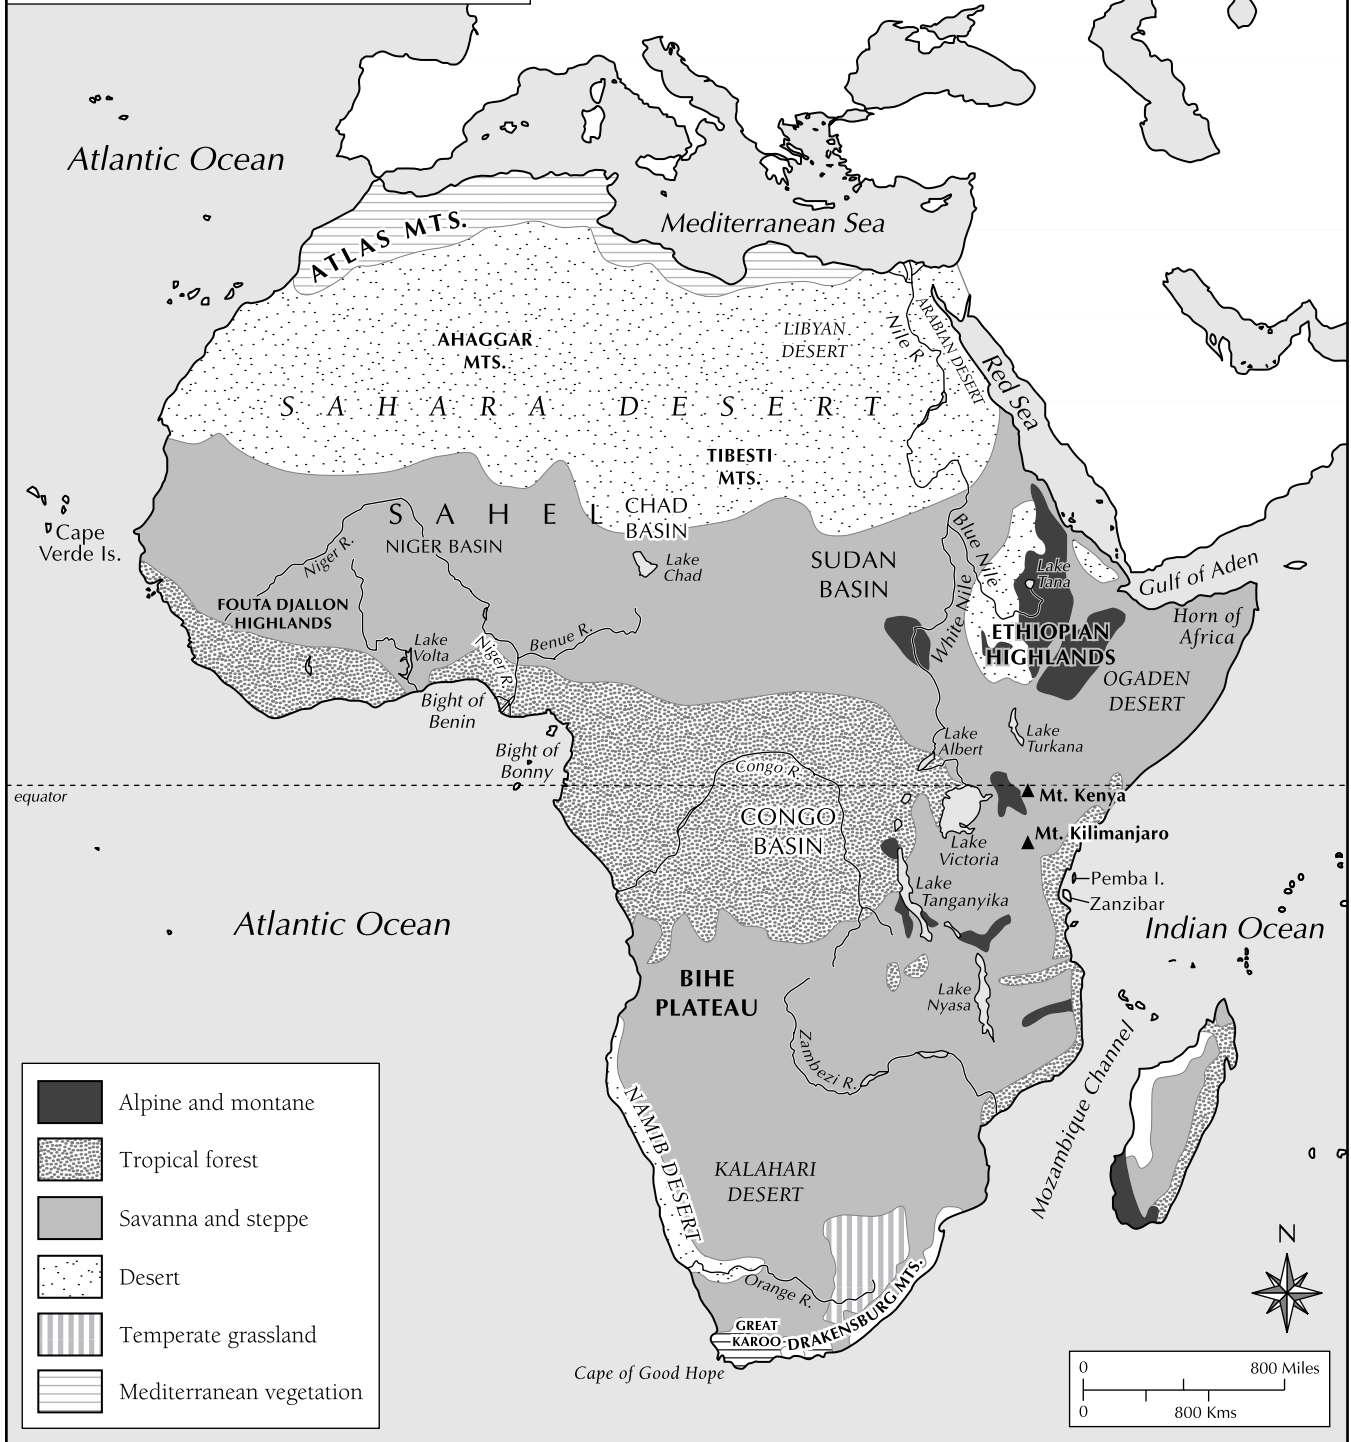 Atlantic Ocean
Mediterranean Sea
ATLAS MTS.
AHAGGAR
MTS.
LIBYAN
DESERT
Nile R.
ARABIAN DESERT
Red Sea
SAHARA DESERT
TIBESTI
MTS.
Cape
Verde Is.
SAHEL
CHAD
BASIN
NIGER BASIN
Niger R.
Lake
Chad
SUDAN
BASIN
Blue Nile
White Nile
Lake
Tana
Gulf of Aden
Horn of
Africa
FOUTA DJALLON
HIGHLANDS
Lake
Volta
Niger R.
Benue R.
ETHIOPIAN
HIGHLANDS
OGADEN
DESERT
Bight of
Benin
Bight of
Bonny
Lake
Albert
Lake
Turkana
equator
Congo R.
CONGO
BASIN
Mt. Kenya
Mt. Kilimanjaro
Lake
Victoria
Lake
Tanganyika
Pemba I.
Zanzibar
Atlantic Ocean
Indian Ocean
BIHE
PLATEAU
Lake
Nyasa
Zambezi R.
Mozambique Channel
NAMIB DESERT
KALAHARI
DESERT
Orange R.
GREAT
KAROO
DRAKENSBURG MTS.
Cape of Good Hope
Alpine and montane
Tropical forest
Savanna and steppe
Desert
Temperate grassland
Mediterranean vegetation
N
0 800 Miles
0 800 Kms